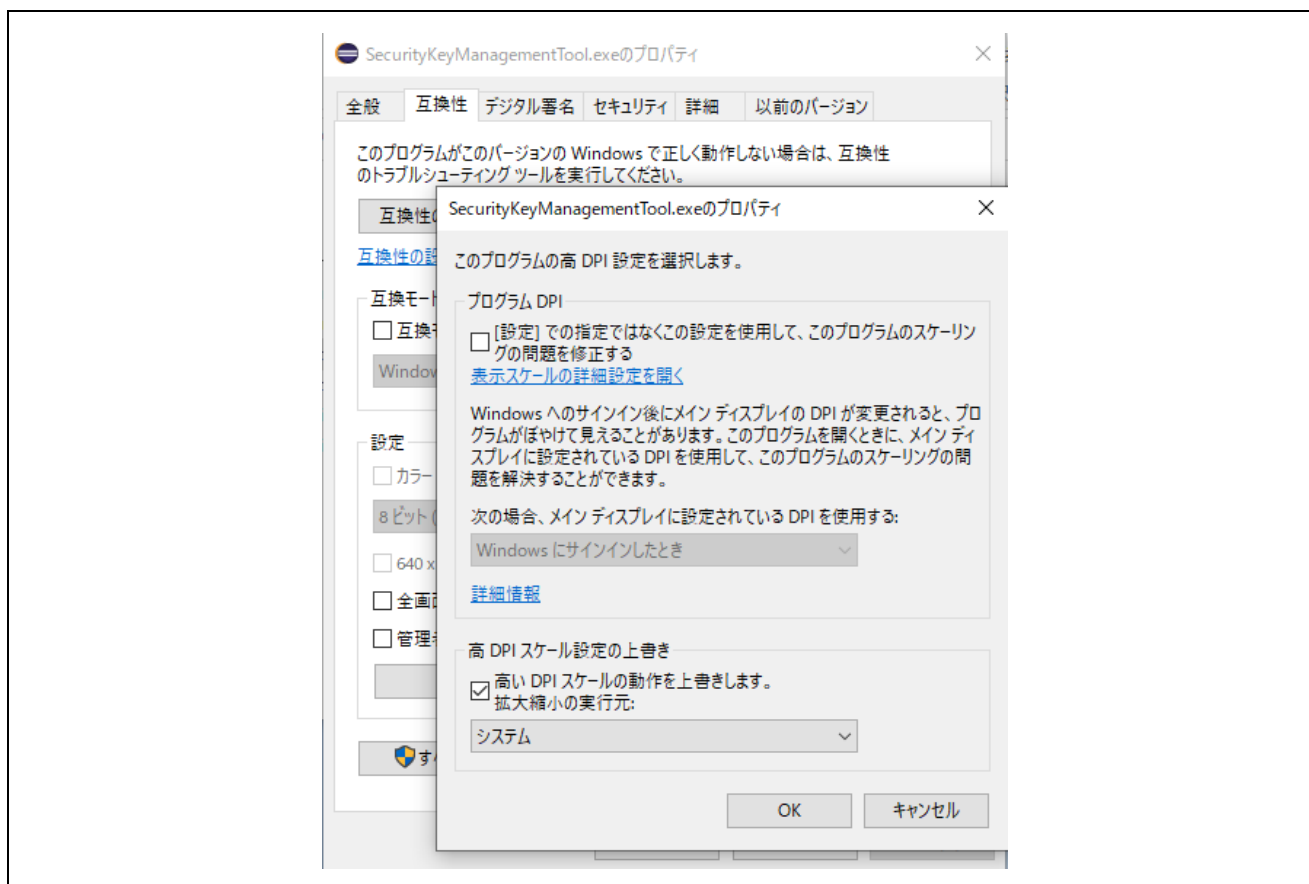 SecurityKeyManagementTool.exeのプロパティ
全般
互換性
デジタル署名
セキュリティ
詳細
以前のバージョン
このプログラムがこのバージョンの Windows で正しく動作しない場合は、互換性
のトラブルシューティング ツールを実行してください。
互換性
互換性の設
互換モー
互換
Window
設定
カラー
8 ビット (
640 x
全画
管理
す
SecurityKeyManagementTool.exeのプロパティ
このプログラムの高 DPI 設定を選択します。
プログラム DPI
[設定] での指定ではなくこの設定を使用して、このプログラムのスケーリン
グの問題を修正する
表示スケールの詳細設定を開く
Windows へのサインイン後にメイン ディスプレイの DPI が変更されると、プロ
グラムがぼやけて見えることがあります。このプログラムを開くときに、メイン ディ
スプレイに設定されている DPI を使用して、このプログラムのスケーリングの問
題を解決することができます。
次の場合、メイン ディスプレイに設定されている DPI を使用する:
Windows にサインインしたとき
詳細情報
高 DPI スケール設定の上書き
高い DPI スケールの動作を上書きします。
拡大縮小の実行元:
システム
OK
キャンセル